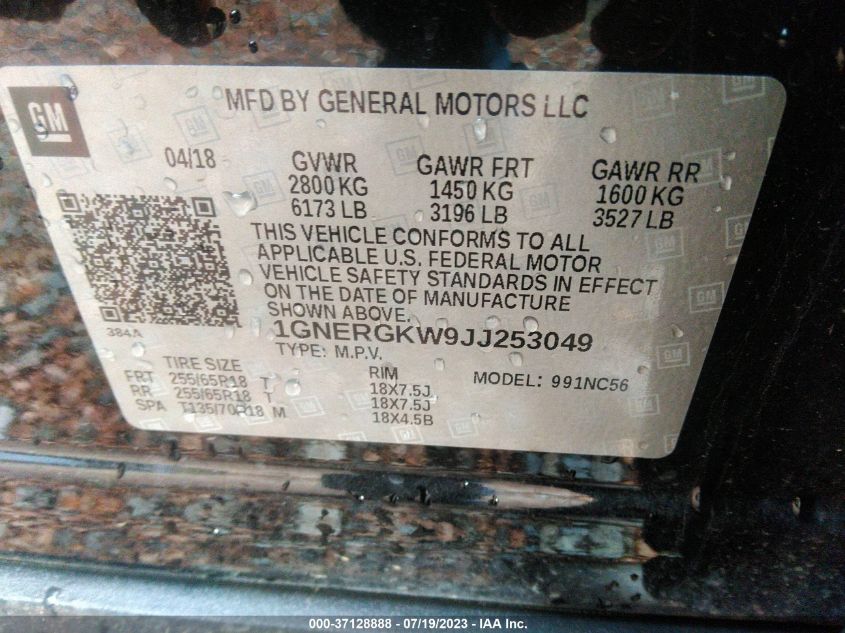 GM
MFD BY GENERAL MOTORS LLC
04/18 GVWR GAWR FRT GAWR RR
2800 KG 1450 KG 1600 KG
6173 LB 3196 LB 3527 LB
THIS VEHICLE CONFORMS TO ALL
APPLICABLE U.S. FEDERAL MOTOR
VEHICLE SAFETY STANDARDS IN EFFECT
ON THE DATE OF MANUFACTURE
SHOWN ABOVE.
384A
1GNERGKW9JJ253049
TYPE: M.P.V.
TIRE SIZE RIM MODEL: 991NC56
FRT 255/65R18 T 18X7.5J
RR 255/65R18 T 18X7.5J
SPA T135/70R18 M 18X4.5B
000-37128888 - 07/19/2023 - IAA Inc.